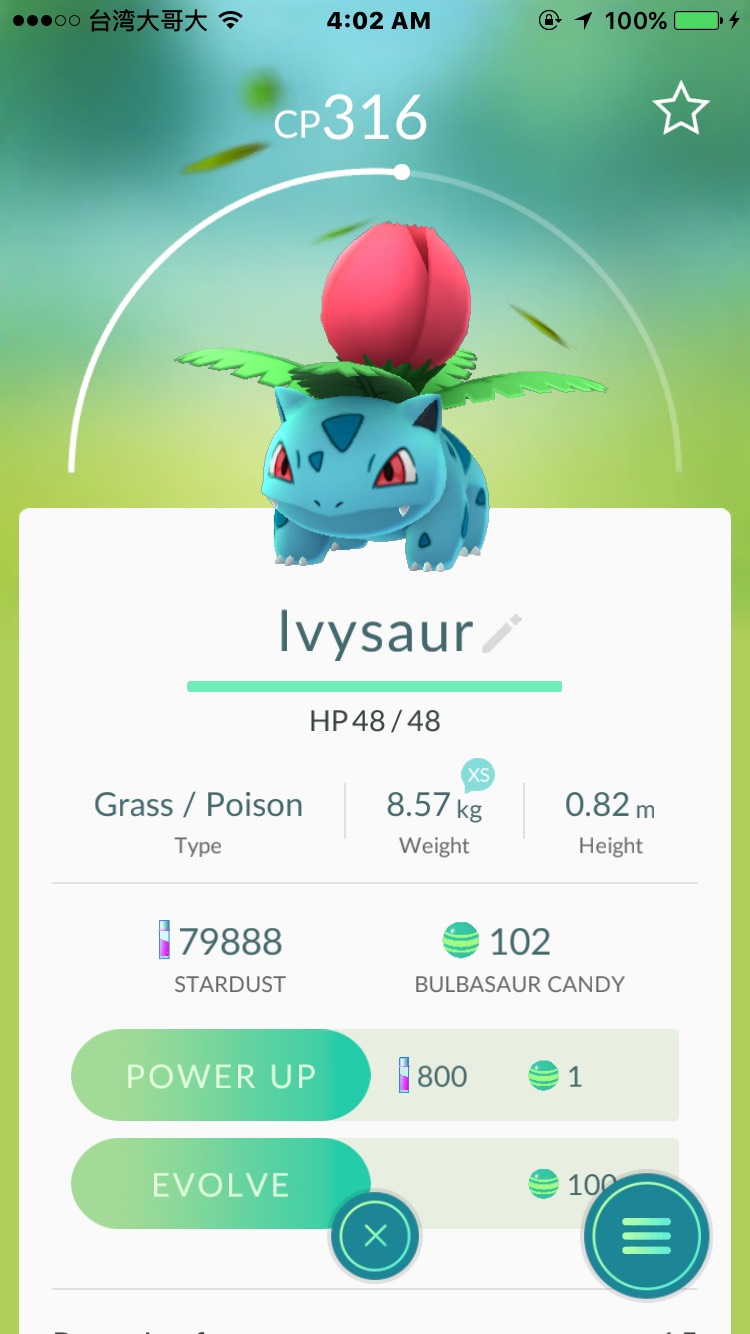 台湾大哥大 4:02 AM 100%
CP316
Ivysaur
HP 48 / 48
XS
Grass / Poison 8.57 kg 0.82 m
Type Weight Height
79888 102
STARDUST BULBASAUR CANDY
POWER UP 800 1
EVOLVE 100